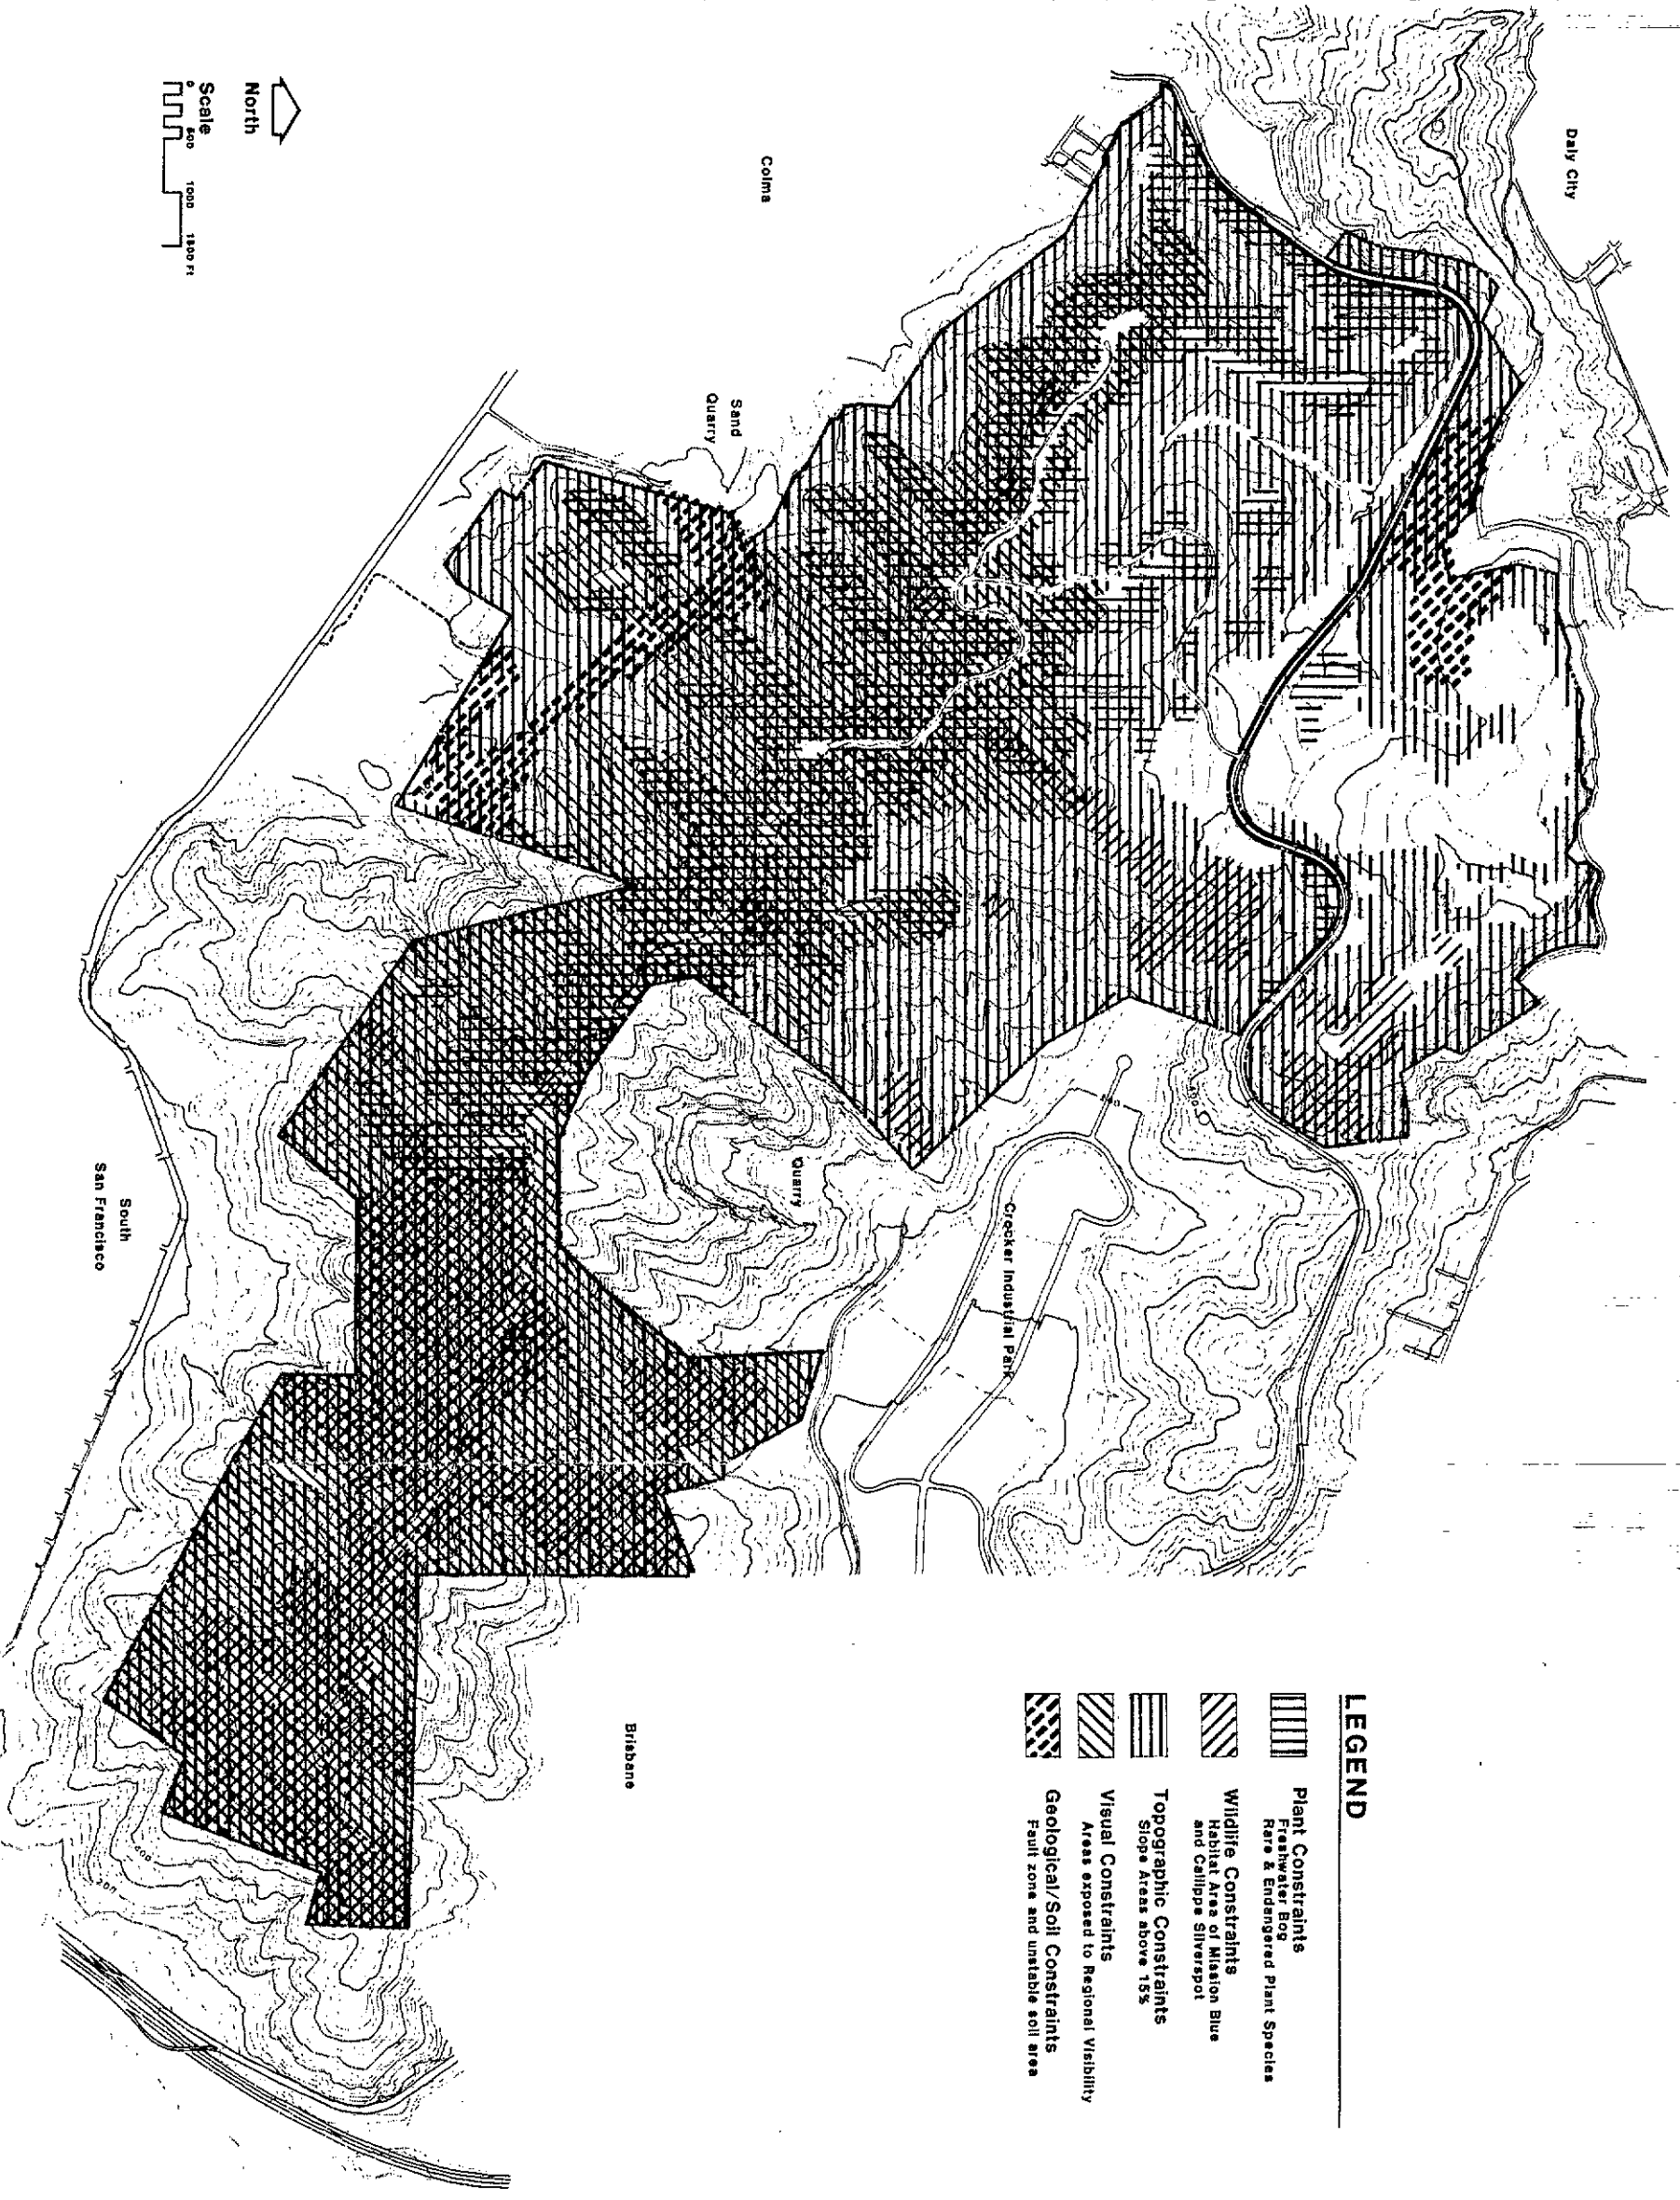 Daly City
Colma
North
Scale
0 500 1000 1500 Ft
Sand
Quarry
Quarry
Crocker Industrial Park
South
San Francisco
Brisbane
LEGEND
Plant Constraints
Freshwater Bog
Rare & Endangered Plant Species
Wildlife Constraints
Habitat Area of Mission Blue
and Callippe Silverspot
Topographic Constraints
Slope Areas above 15%
Visual Constraints
Areas exposed to Regional Visibility
Geological/Soil Constraints
Fault zone and unstable soil area